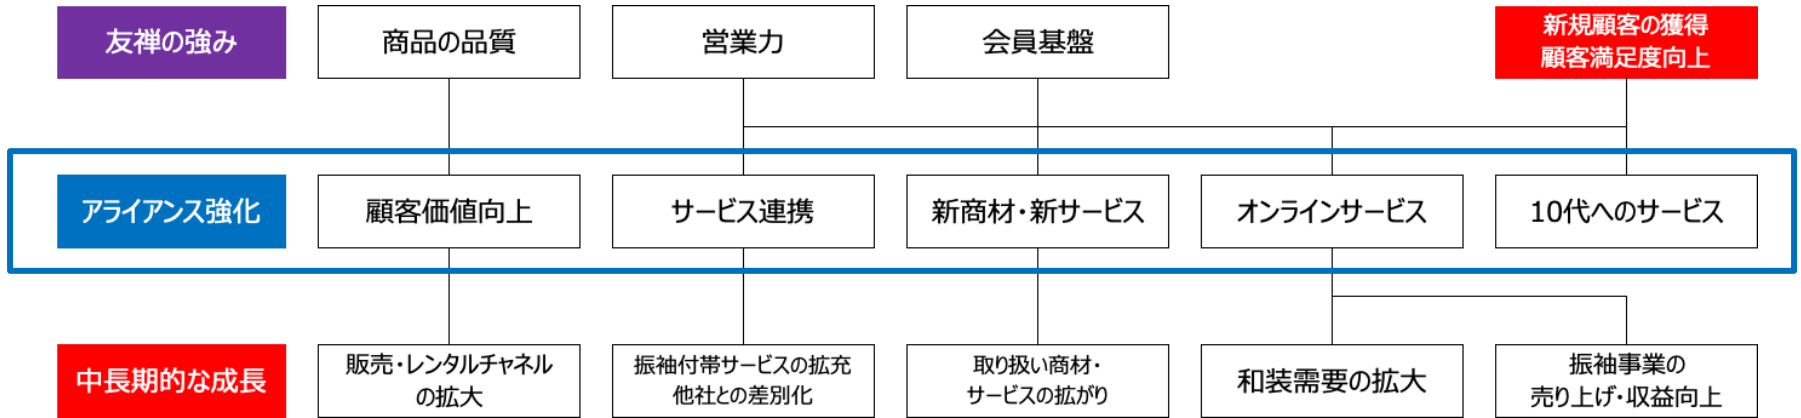 友禅の強み
商品の品質
営業力
会員基盤
新規顧客の獲得
顧客満足度向上
アライアンス強化
顧客価値向上
サービス連携
新商材・新サービス
オンラインサービス
10代へのサービス
中長期的な成長
販売・レンタルチャネル
の拡大
振袖付帯サービスの拡充
他社との差別化
取り扱い商材・
サービスの拡がり
和装需要の拡大
振袖事業の
売り上げ・収益向上